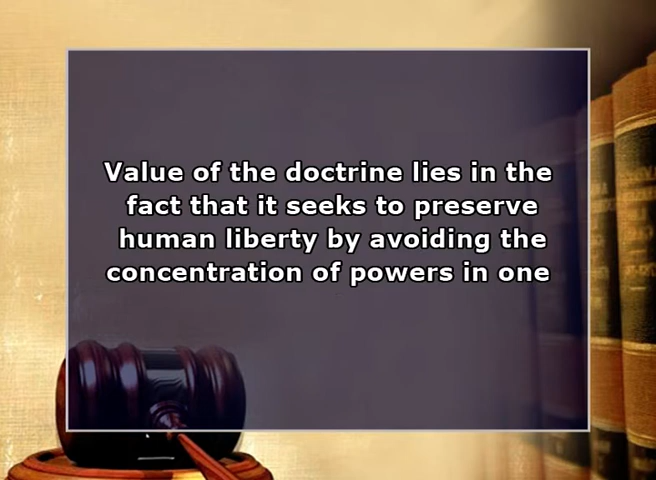 Value of the doctrine lies in the
fact that it seeks to preserve
human liberty by avoiding the
concentration of powers in one